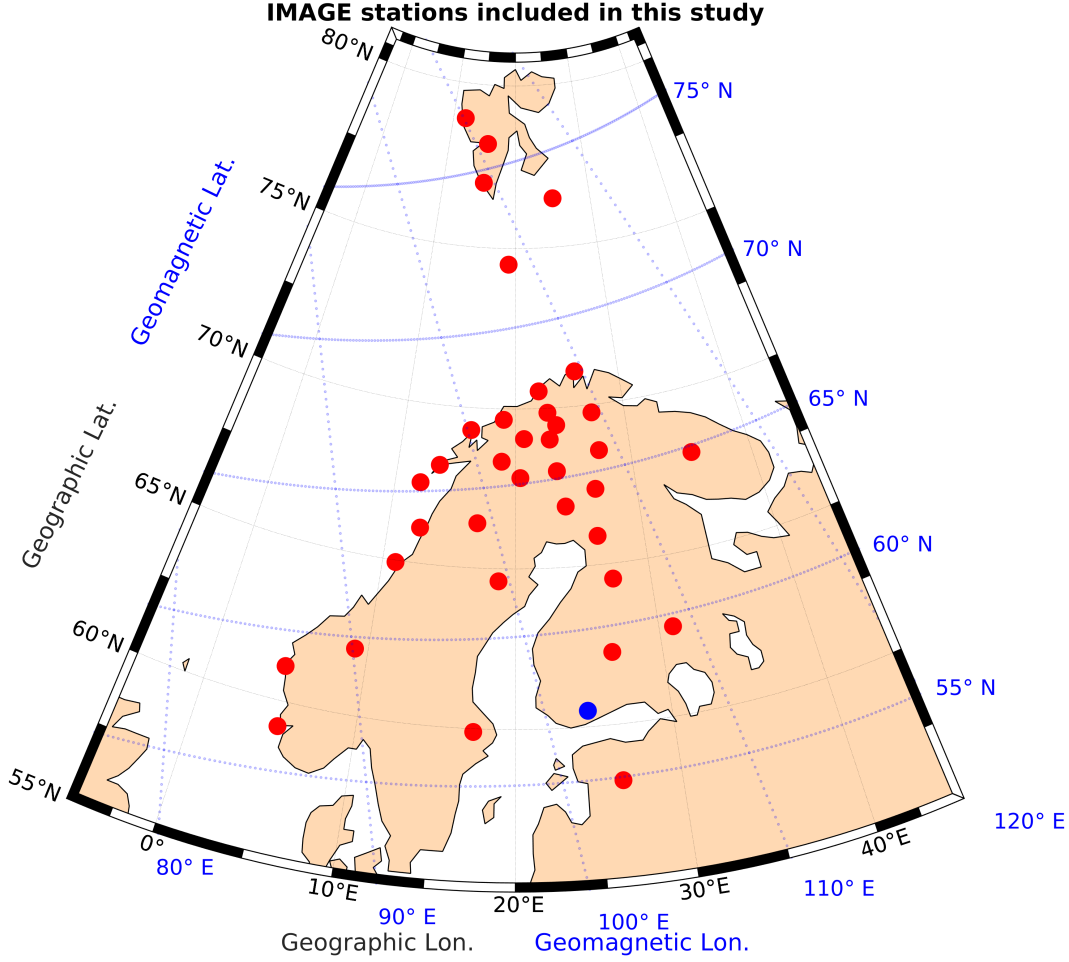 IMAGE stations included in this study
80°N
75° N
75°N
Geomagnetic Lat.
70° N
70°N
65° N
Geographic Lat.
65°N
60° N
60°N
55° N
55°N
120° E
0°
40°E
80° E
10°E
20°E
30°E
110° E
90° E
100° E
Geographic Lon.
Geomagnetic Lon.